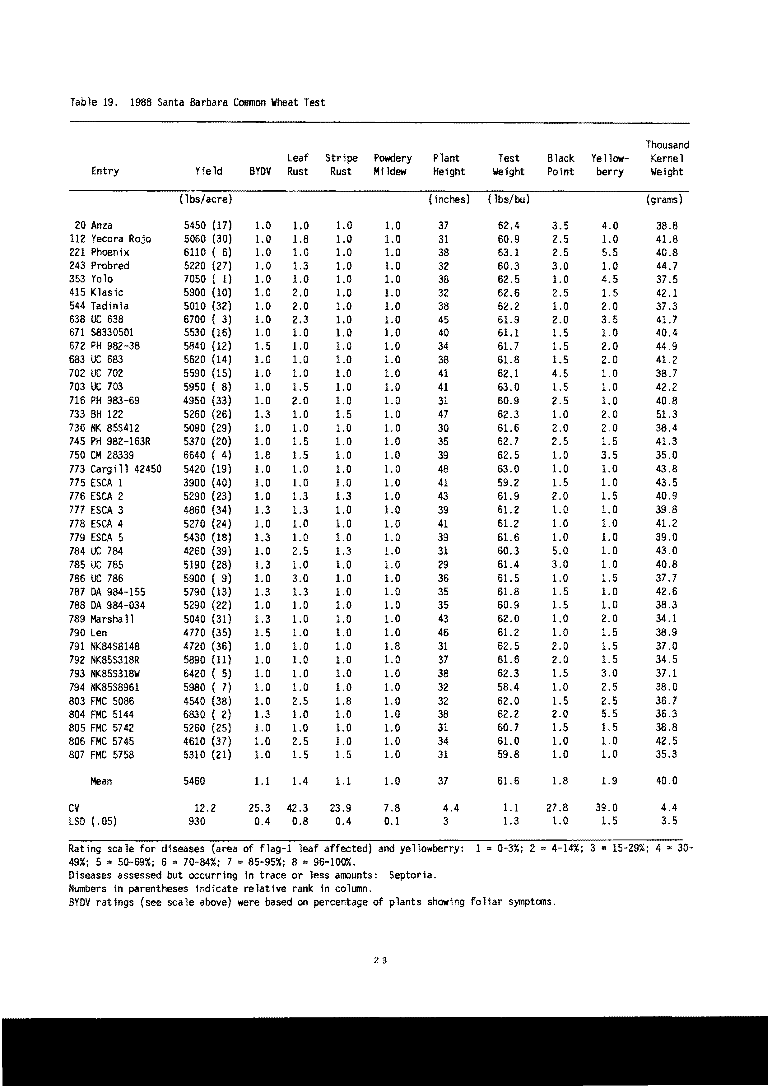 Table 19. 1988 Santa Barbara Common Wheat Test
Thousand
Leaf Stripe Powdery Plant Test Black Yellow- Kernel
Entry Yield BYDV Rust Rust Mildew Height Weight Point berry Weight
(lbs/acre) (inches) (lbs/bu) (grams)
20 Anza 5450 (17) 1.0 1.0 1.0 1.0 37 62.4 3.5 4.0 38.8
112 Yecora Rojo 5060 (30) 1.0 1.8 1.0 1.0 31 60.9 2.5 1.0 41.8
221 Phoenix 6110 ( 6) 1.0 1.0 1.0 1.0 38 63.1 2.5 5.5 40.8
243 Probred 5220 (27) 1.0 1.3 1.0 1.0 32 60.3 3.0 1.0 44.7
353 Yolo 7050 ( 1) 1.0 1.0 1.0 1.0 38 62.5 1.0 4.5 37.5
415 Klasic 5900 (10) 1.0 2.0 1.0 1.0 32 62.6 2.5 1.5 42.1
544 Tadinia 5010 (32) 1.0 2.0 1.0 1.0 38 62.2 1.0 2.0 37.3
638 UC 638 6700 ( 3) 1.0 2.3 1.0 1.0 45 61.9 2.0 3.5 41.7
671 S8330501 5530 (16) 1.0 1.0 1.0 1.0 40 61.1 1.5 1.0 40.4
672 PH 982-38 5840 (12) 1.5 1.0 1.0 1.0 34 61.7 1.5 2.0 44.9
683 UC 683 5620 (14) 1.0 1.0 1.0 1.0 38 61.8 1.5 2.0 41.2
702 UC 702 5590 (15) 1.0 1.0 1.0 1.0 41 62.1 4.5 1.0 38.7
703 UC 703 5950 ( 8) 1.0 1.5 1.0 1.0 41 63.0 1.5 1.0 42.2
716 PH 983-69 4950 (33) 1.0 2.0 1.0 1.0 31 60.9 2.5 1.0 40.8
733 BH 122 5260 (26) 1.3 1.0 1.5 1.0 47 62.3 1.0 2.0 51.3
736 NK 85S412 5090 (29) 1.0 1.0 1.0 1.0 30 61.6 2.0 2.0 38.4
745 PH 982-163R 5370 (20) 1.0 1.5 1.0 1.0 35 62.7 2.5 1.5 41.3
750 CM 28339 6640 ( 4) 1.8 1.5 1.0 1.0 39 62.5 1.0 3.5 35.0
773 Cargill 42450 5420 (19) 1.0 1.0 1.0 1.0 48 63.0 1.0 1.0 43.8
775 ESCA 1 3900 (40) 1.0 1.0 1.0 1.0 41 59.2 1.5 1.0 43.5
776 ESCA 2 5290 (23) 1.0 1.3 1.3 1.0 43 61.9 2.0 1.5 40.9
777 ESCA 3 4860 (34) 1.3 1.3 1.0 1.0 39 61.2 1.0 1.0 39.8
778 ESCA 4 5270 (24) 1.0 1.0 1.0 1.0 41 61.2 1.0 1.0 41.2
779 ESCA 5 5430 (18) 1.3 1.0 1.0 1.0 39 61.6 1.0 1.0 39.0
784 UC 784 4260 (39) 1.0 2.5 1.3 1.0 31 60.3 5.0 1.0 43.0
785 UC 785 5190 (28) 1.3 1.0 1.0 1.0 29 61.4 3.0 1.0 40.8
786 UC 786 5900 ( 9) 1.0 3.0 1.0 1.0 36 61.5 1.0 1.5 37.7
787 DA 984-155 5790 (13) 1.3 1.3 1.0 1.0 35 61.8 1.5 1.0 42.6
788 DA 984-034 5290 (22) 1.0 1.0 1.0 1.0 35 60.9 1.5 1.0 38.3
789 Marshall 5040 (31) 1.3 1.0 1.0 1.0 43 62.0 1.0 2.0 34.1
790 Len 4770 (35) 1.5 1.0 1.0 1.0 46 61.2 1.0 1.5 38.9
791 NK84S8148 4720 (36) 1.0 1.0 1.0 1.8 31 62.5 2.0 1.5 37.0
792 NK85S318R 5890 (11) 1.0 1.0 1.0 1.0 37 61.6 2.0 1.5 34.5
793 NK85S318W 6420 ( 5) 1.0 1.0 1.0 1.0 38 62.3 1.5 3.0 37.1
794 NK85S8961 5980 ( 7) 1.0 1.0 1.0 1.0 32 58.4 1.0 2.5 38.0
803 FMC 5086 4540 (38) 1.0 2.5 1.8 1.0 32 62.0 1.5 2.5 36.7
804 FMC 5144 6830 ( 2) 1.3 1.0 1.0 1.0 38 62.2 2.0 5.5 36.3
805 FMC 5742 5260 (25) 1.0 1.0 1.0 1.0 31 60.7 1.5 1.5 38.8
806 FMC 5745 4610 (37) 1.0 2.5 1.0 1.0 34 61.0 1.0 1.0 42.5
807 FMC 5758 5310 (21) 1.0 1.5 1.5 1.0 31 59.8 1.0 1.0 35.3
Mean 5460 1.1 1.4 1.1 1.0 37 61.6 1.8 1.9 40.0
CV 12.2 25.3 42.3 23.9 7.8 4.4 1.1 27.8 39.0 4.4
LSD (.05) 930 0.4 0.8 0.4 0.1 3 1.3 1.0 1.5 3.5
Rating scale for diseases (area of flag-1 leaf affected) and yellowberry: 1 = 0-3%; 2 = 4-14%; 3 = 15-29%; 4 = 30-
49%; 5 = 50-69%; 6 = 70-84%; 7 = 85-95%; 8 = 96-100%.
Diseases assessed but occurring in trace or less amounts: Septoria.
Numbers in parentheses indicate relative rank in column.
BYDV ratings (see scale above) were based on percentage of plants showing foliar symptoms.
23